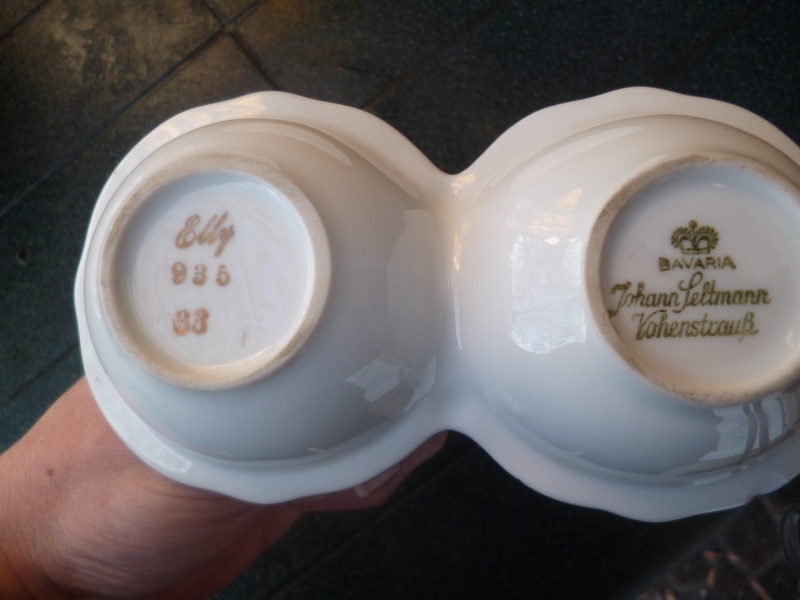 Elly
935
33
BAVARIA
Johann Seltmann
Vohenstrauß